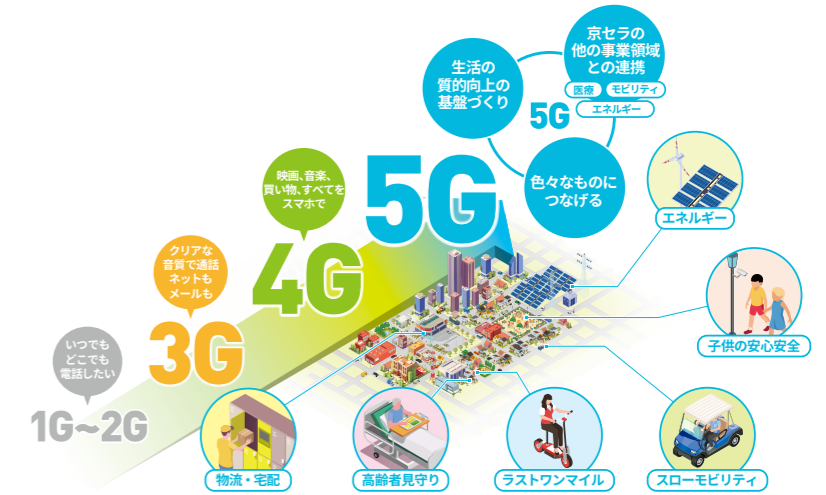 いつでも
どこでも
電話したい
1G～2G
クリアな
音質で通話
ネットも
メールも
3G
映画、音楽、
買い物、すべてを
スマホで
4G
5G
生活の
質的向上の
基盤づくり
京セラの
他の事業領域
との連携
医療
モビリティ
エネルギー
5G
色々なものに
つなげる
エネルギー
子供の安心安全
物流・宅配
高齢者見守り
ラストワンマイル
スローモビリティ